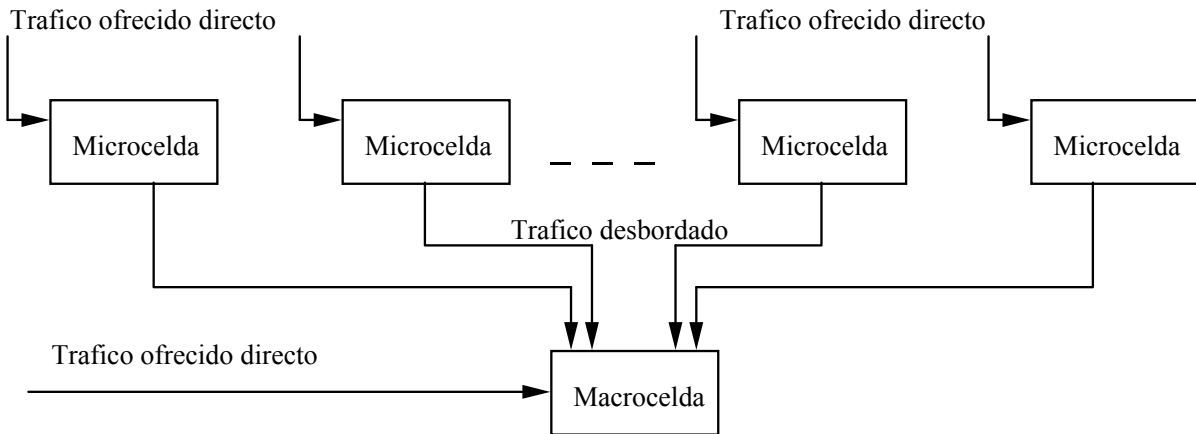 Trafico ofrecido directo
Trafico ofrecido directo
Microcelda
Microcelda
Microcelda
Microcelda
Trafico desbordado
Trafico ofrecido directo
Macrocelda